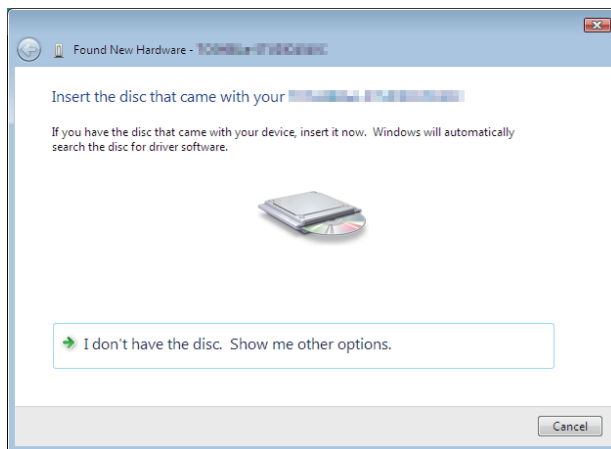 Found New Hardware -
Insert the disc that came with your
If you have the disc that came with your device, insert it now.  Windows will automatically
search the disc for driver software.
I don't have the disc.  Show me other options.
Cancel